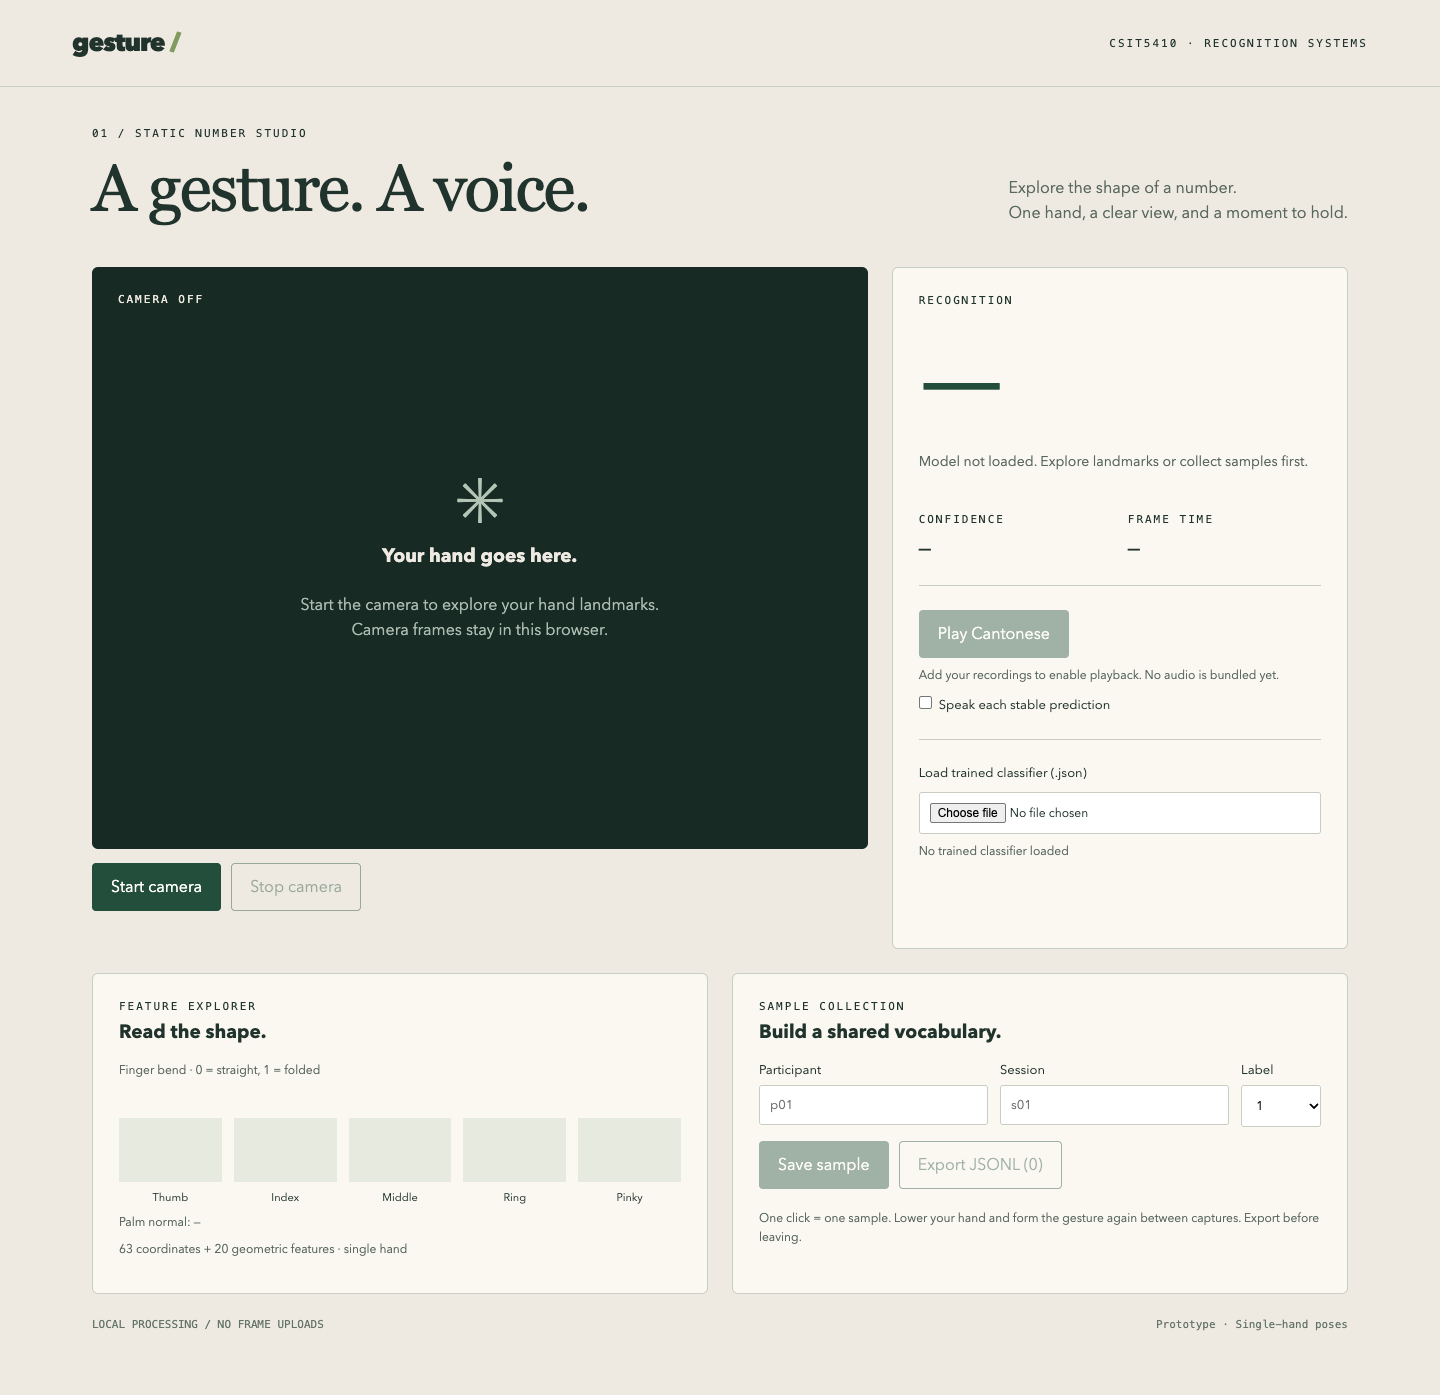 gesture /
CSIT5410 · RECOGNITION SYSTEMS
01 / STATIC NUMBER STUDIO
A gesture. A voice.
Explore the shape of a number.
One hand, a clear view, and a moment to hold.
CAMERA OFF
Your hand goes here.
Start the camera to explore your hand landmarks.
Camera frames stay in this browser.
Start camera
Stop camera
RECOGNITION
—
Model not loaded. Explore landmarks or collect samples first.
CONFIDENCE
FRAME TIME
—
—
Play Cantonese
Add your recordings to enable playback. No audio is bundled yet.
Speak each stable prediction
Load trained classifier (.json)
Choose file No file chosen
No trained classifier loaded
FEATURE EXPLORER
Read the shape.
Finger bend · 0 = straight, 1 = folded
Thumb
Index
Middle
Ring
Pinky
Palm normal: —
63 coordinates + 20 geometric features · single hand
SAMPLE COLLECTION
Build a shared vocabulary.
Participant
Session
Label
p01
s01
1
Save sample
Export JSONL (0)
One click = one sample. Lower your hand and form the gesture again between captures. Export before
leaving.
LOCAL PROCESSING / NO FRAME UPLOADS
Prototype · Single-hand poses